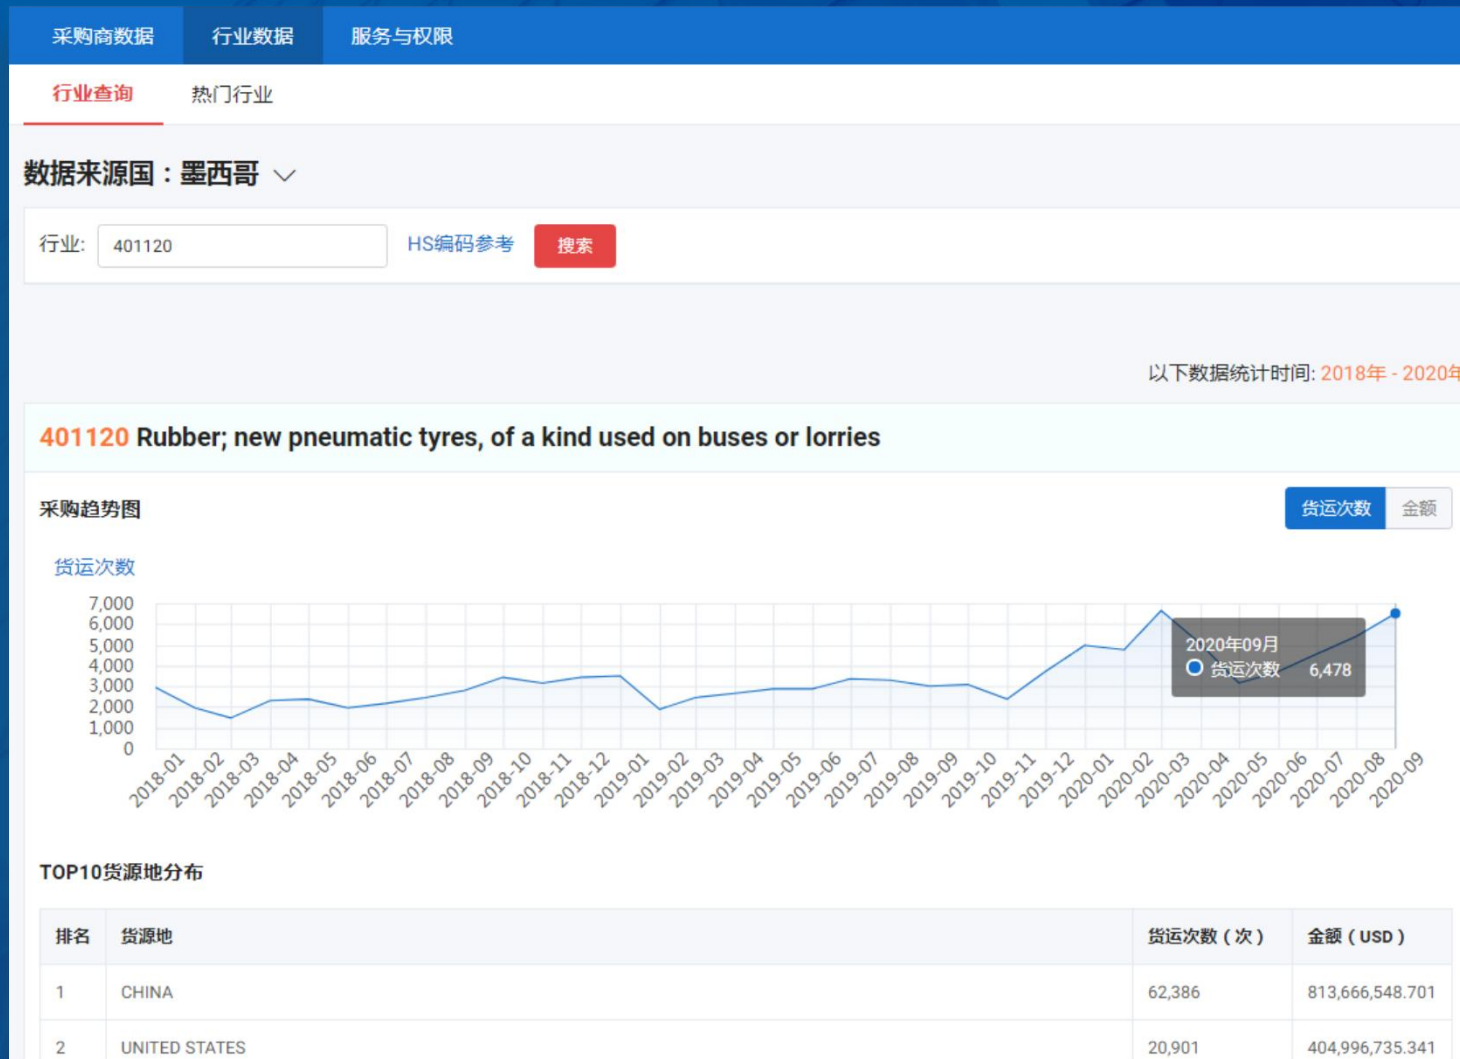 采购商数据 行业数据 服务与权限
行业查询 热门行业
数据来源国：墨西哥
行业: 401120 HS编码参考 搜索
以下数据统计时间: 2018年 - 2020年
401120 Rubber; new pneumatic tyres, of a kind used on buses or lorries
采购趋势图 货运次数 金额
货运次数
7,000
6,000
5,000
4,000
3,000
2,000
1,000
0
2020年09月
货运次数 6,478
2018-01 2018-02 2018-03 2018-04 2018-05 2018-06 2018-07 2018-08 2018-09 2018-10 2018-11 2018-12 2019-01 2019-02 2019-03 2019-04 2019-05 2019-06 2019-07 2019-08 2019-09 2019-10 2019-11 2019-12 2020-01 2020-02 2020-03 2020-04 2020-05 2020-06 2020-07 2020-08 2020-09
TOP10货源地分布
排名 货源地 货运次数（次） 金额（USD）
1 CHINA 62,386 813,666,548.701
2 UNITED STATES 20,901 404,996,735.341